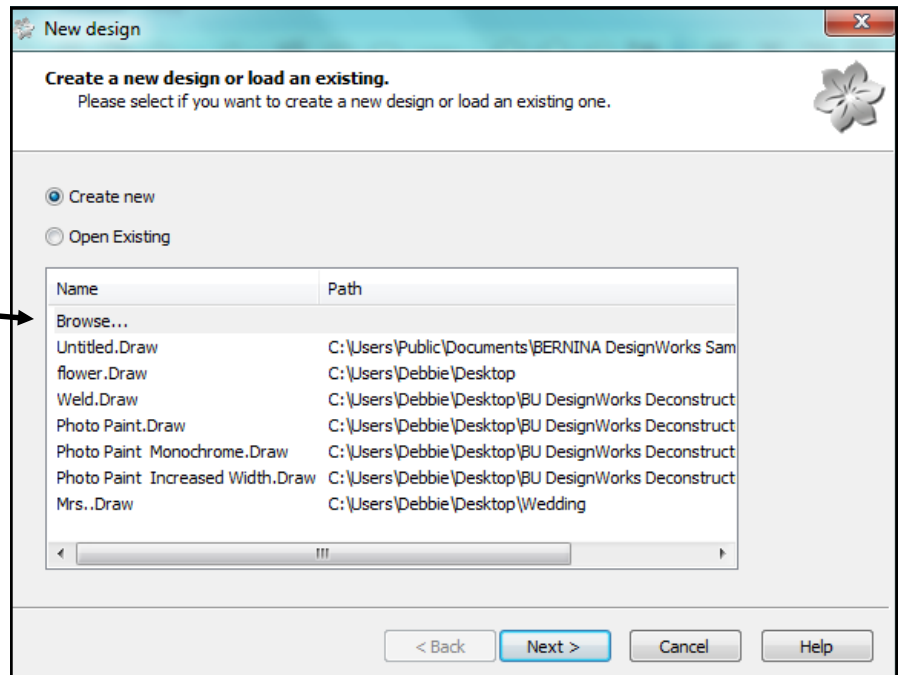 New design
Create a new design or load an existing.
Please select if you want to create a new design or load an existing one.
Create new
Open Existing
Name Path
Browse...
Untitled.Draw C:\Users\Public\Documents\BERNINA DesignWorks Sam
flower.Draw C:\Users\Debbie\Desktop
Weld.Draw C:\Users\Debbie\Desktop\BU DesignWorks Deconstruct
Photo Paint.Draw C:\Users\Debbie\Desktop\BU DesignWorks Deconstruct
Photo Paint Monochrome.Draw C:\Users\Debbie\Desktop\BU DesignWorks Deconstruct
Photo Paint Increased Width.Draw C:\Users\Debbie\Desktop\BU DesignWorks Deconstruct
Mrs..Draw C:\Users\Debbie\Desktop\Wedding
< Back Next > Cancel Help